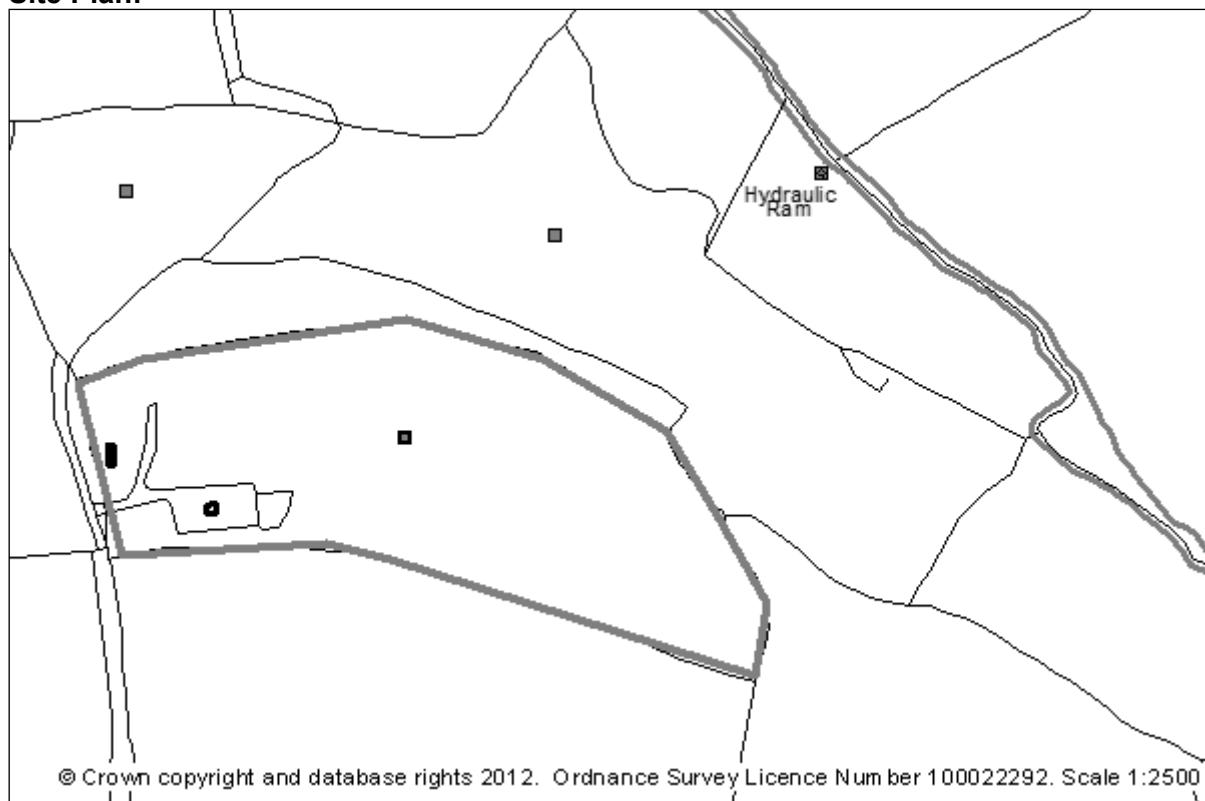 Site Plan:
Hydraulic
Ram
© Crown copyright and database rights 2012. Ordnance Survey Licence Number 100022292. Scale 1:2500